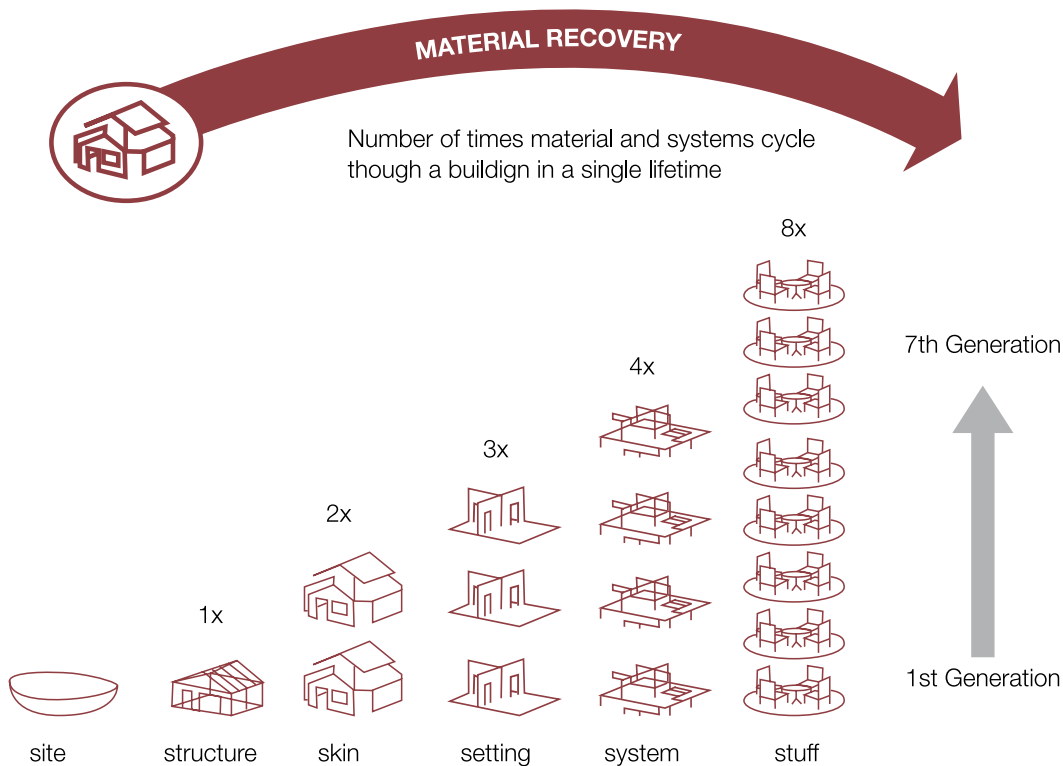 MATERIAL RECOVERY
Number of times material and systems cycle
though a buildign in a single lifetime
8x
7th Generation
4x
3x
2x
1x
1st Generation
site
structure
skin
setting
system
stuff